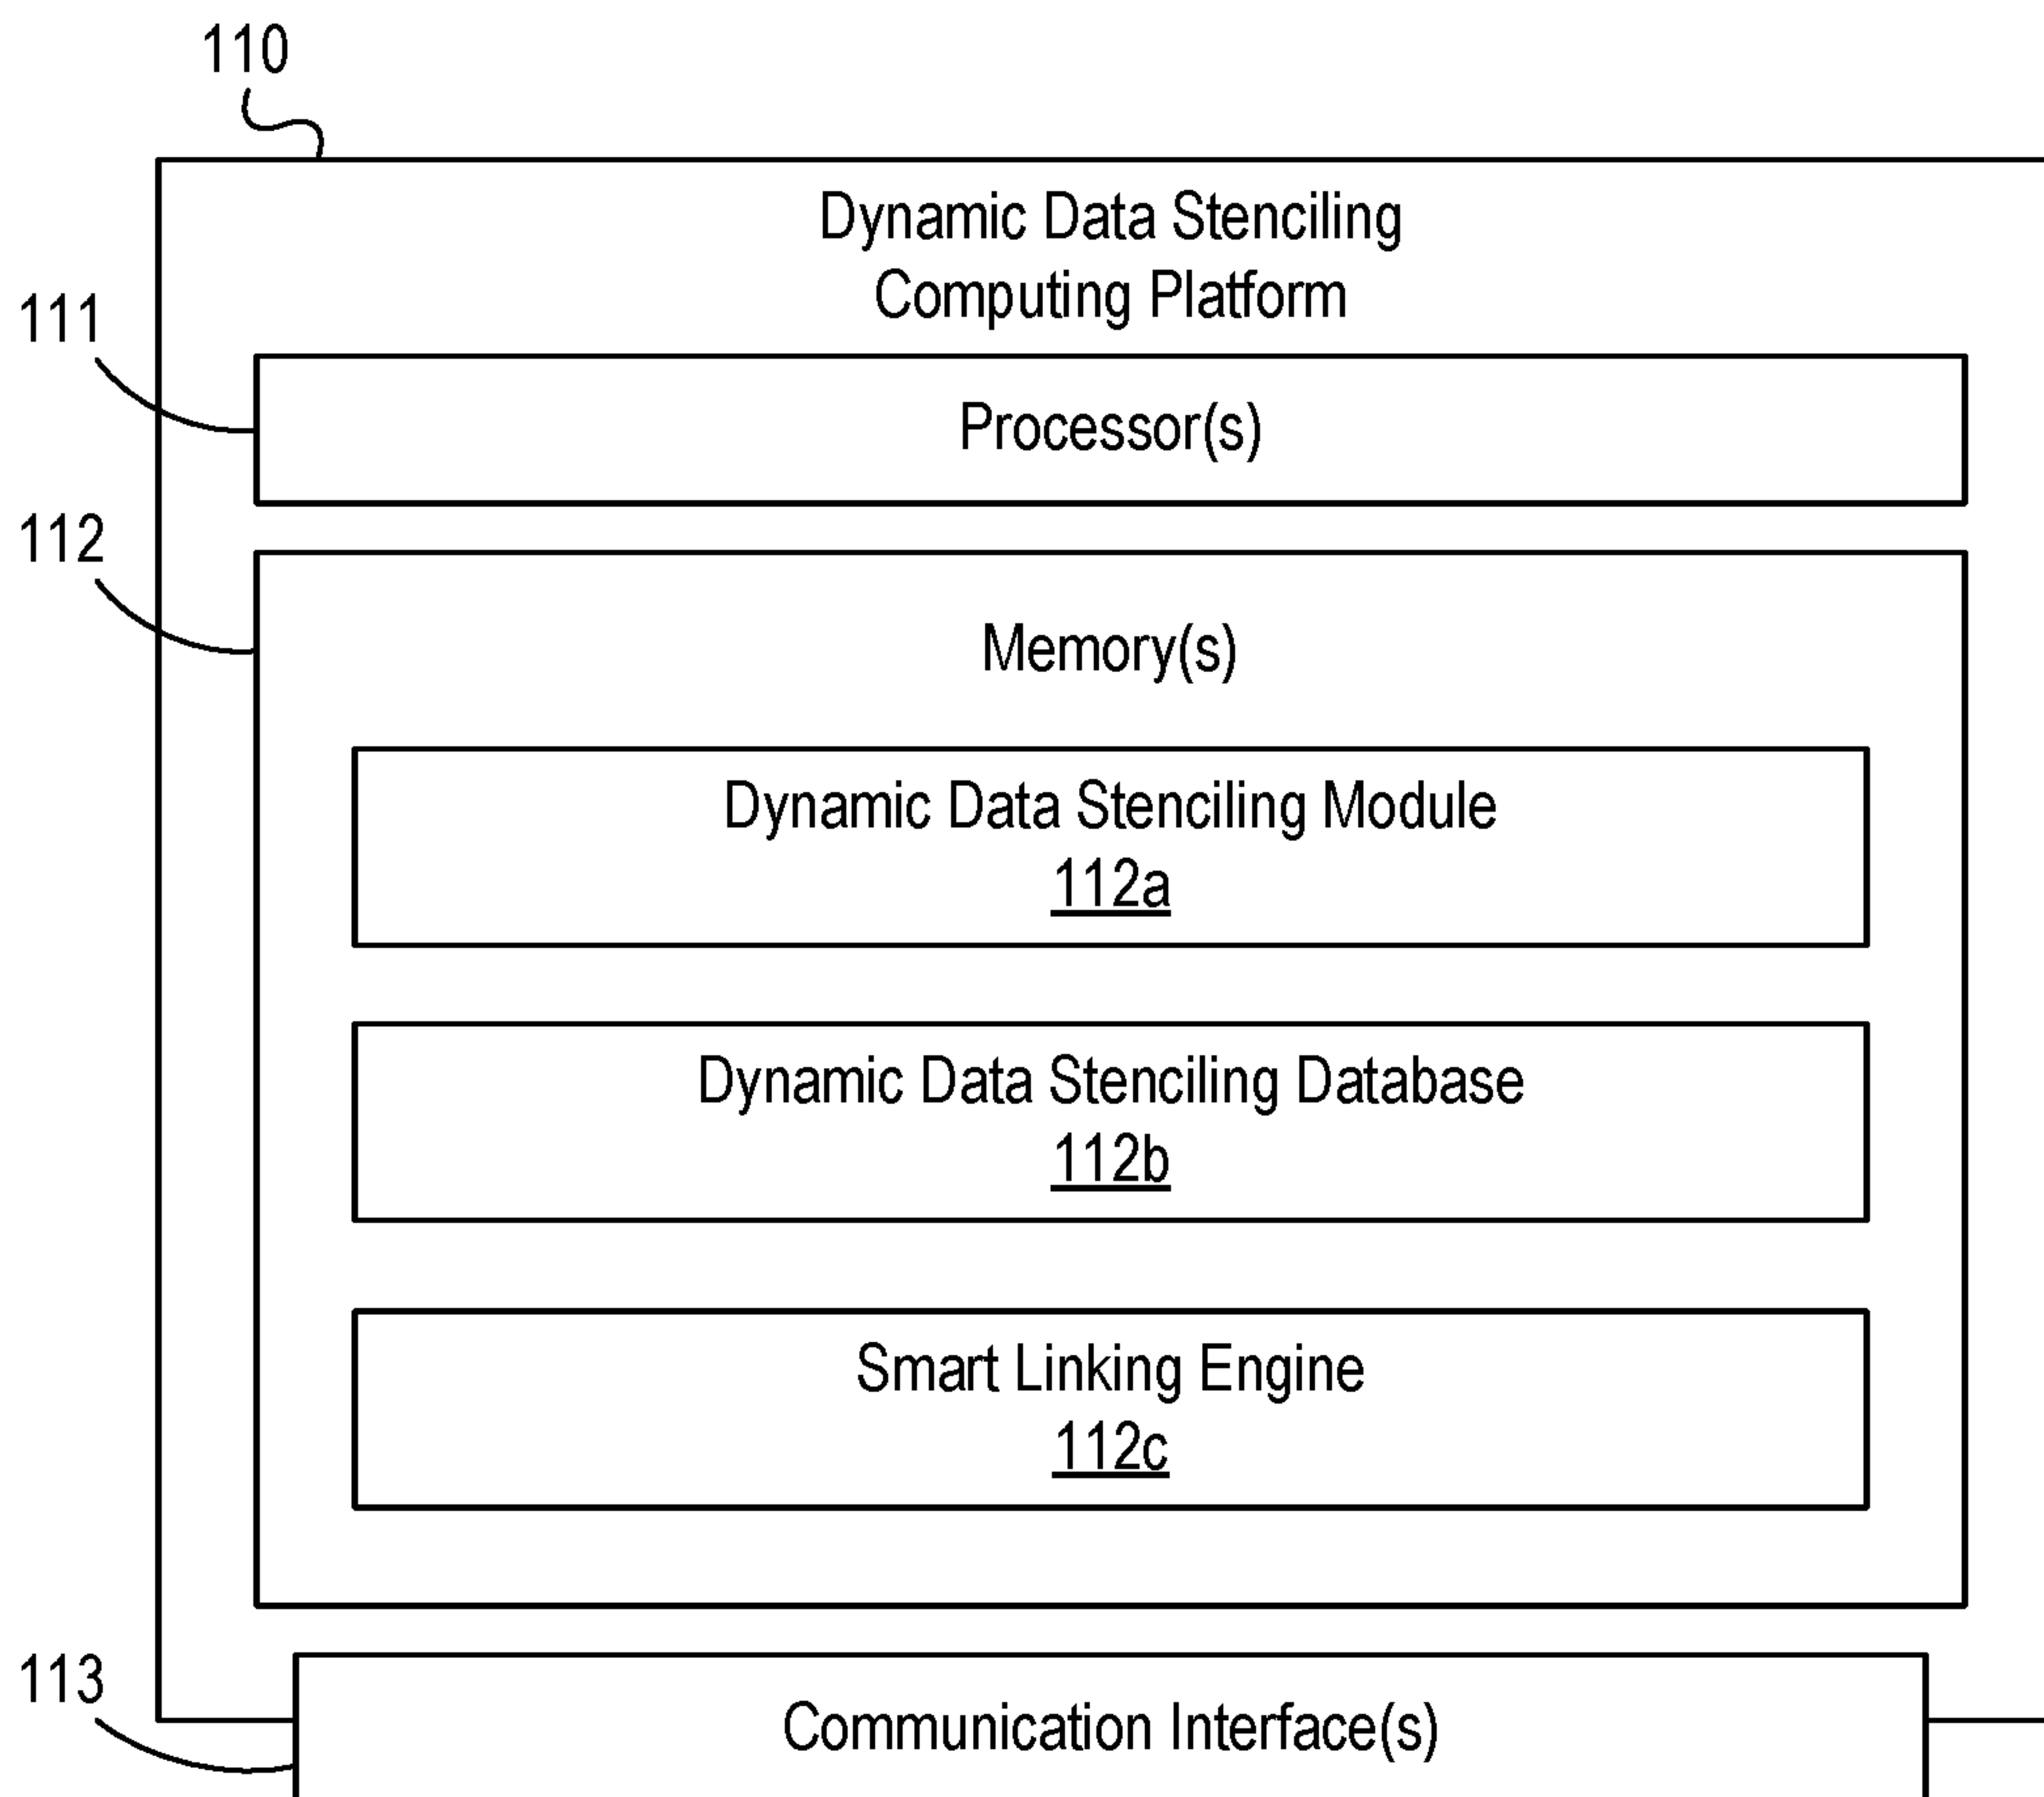 110
Dynamic Data Stenciling
Computing Platform
111
Processor(s)
112
Memory(s)
Dynamic Data Stenciling Module
112a
Dynamic Data Stenciling Database
112b
Smart Linking Engine
112c
113
Communication Interface(s)